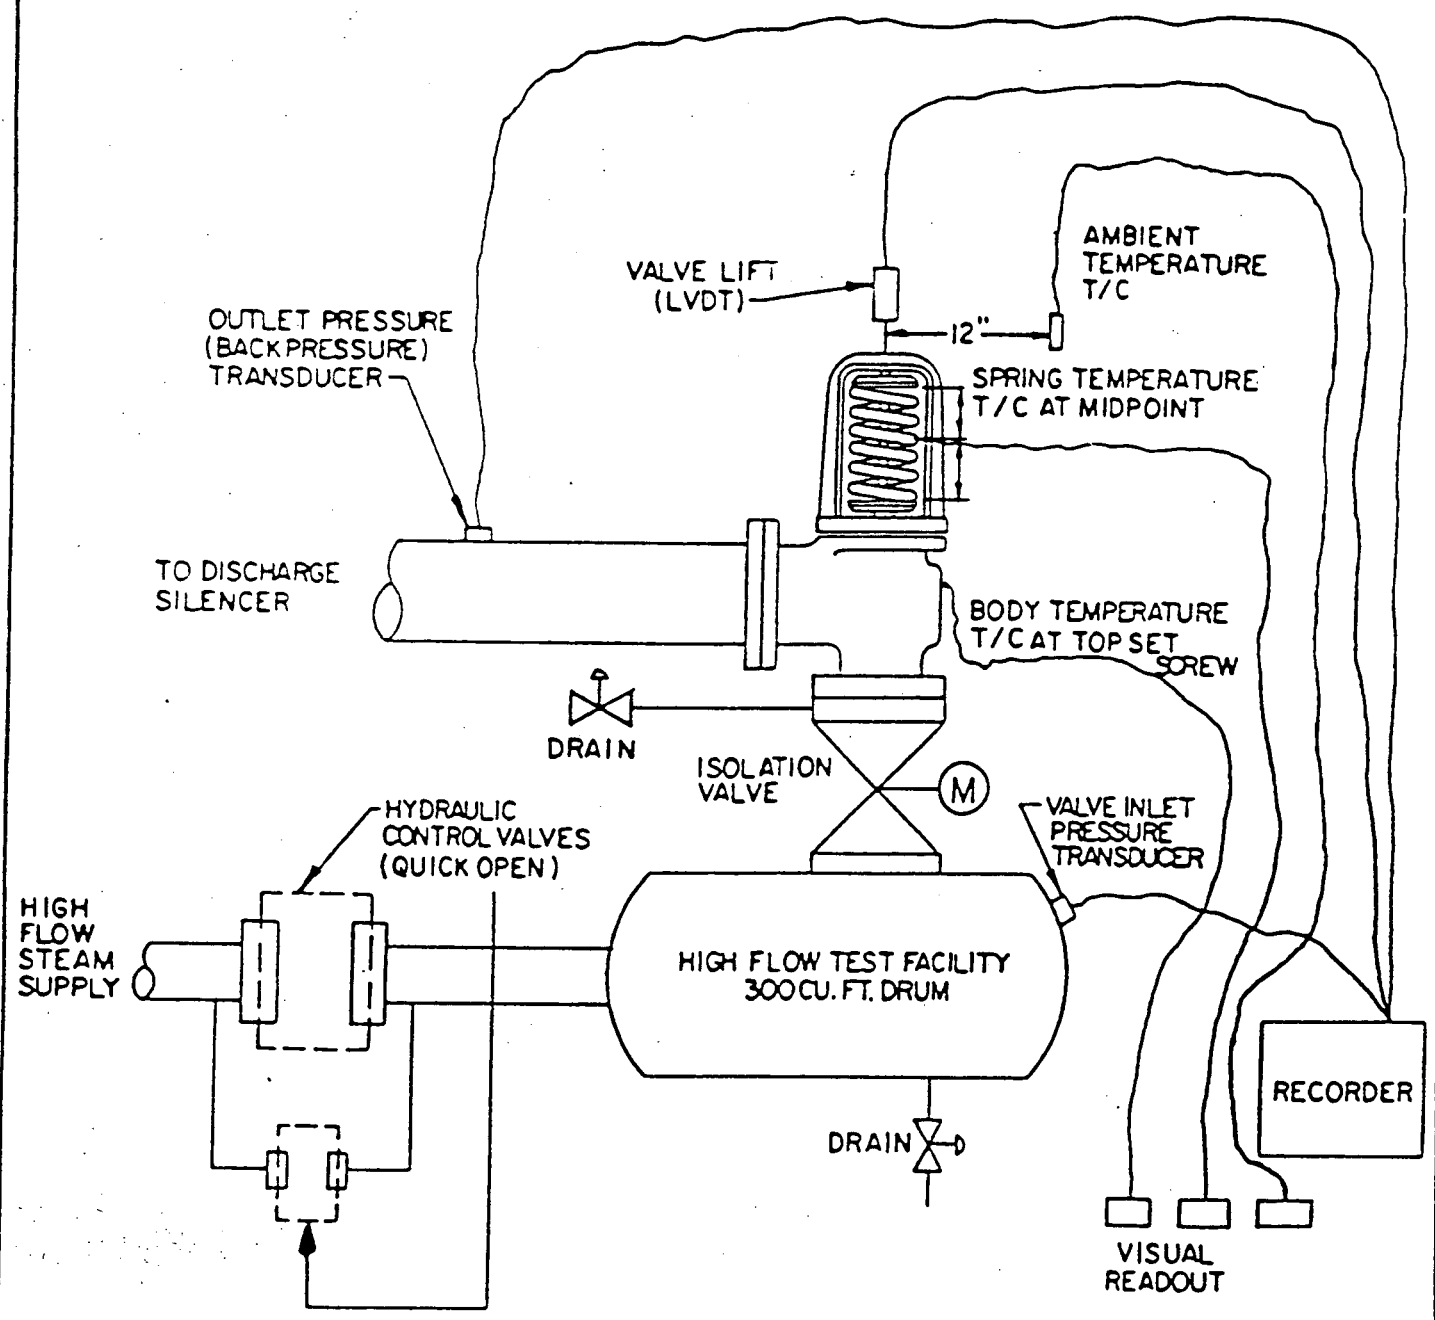 AMBIENT
TEMPERATURE
T/C
VALVE LIFT
(LVDT)
12"
OUTLET PRESSURE
(BACK PRESSURE)
TRANSDUCER
SPRING TEMPERATURE
T/C AT MIDPOINT
TO DISCHARGE
SILENCER
BODY TEMPERATURE
T/C AT TOP SET
SCREW
DRAIN
ISOLATION
VALVE
M
HYDRAULIC
CONTROL VALVES
(QUICK OPEN)
VALVE INLET
PRESSURE
TRANSDUCER
HIGH
FLOW
STEAM
SUPPLY
HIGH FLOW TEST FACILITY
300 CU. FT. DRUM
RECORDER
DRAIN
VISUAL
READOUT